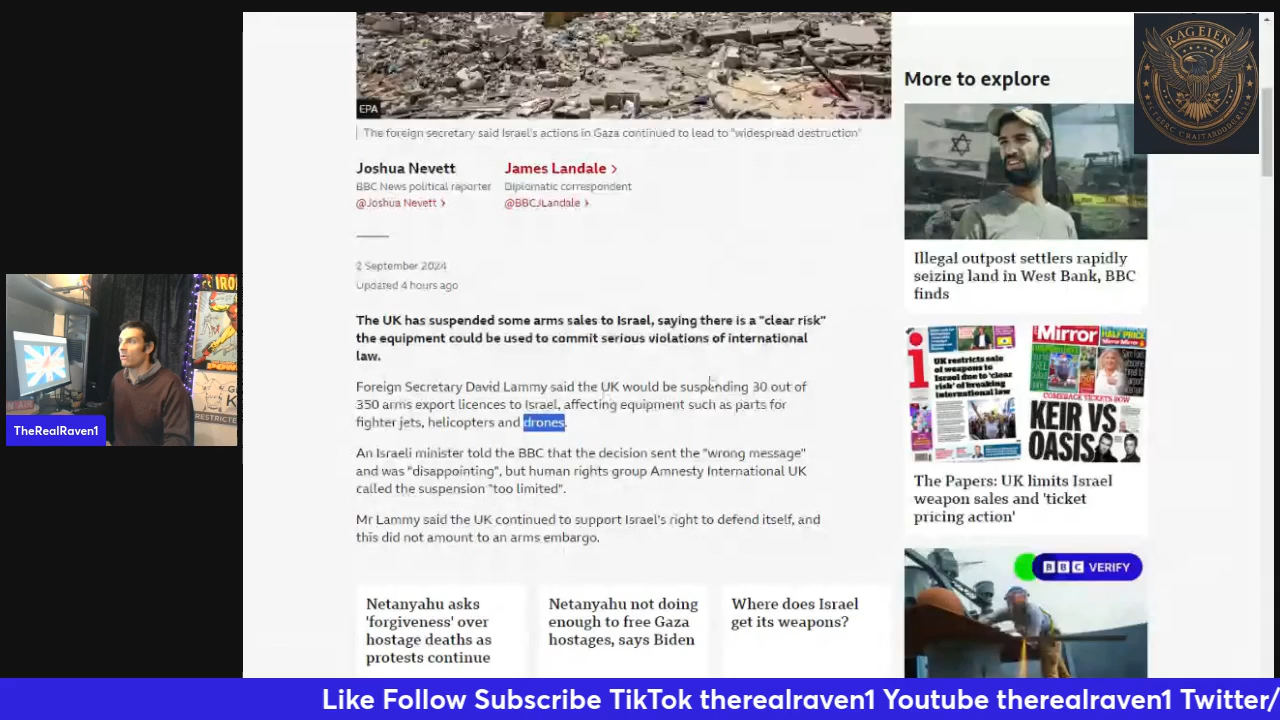 EPA
The foreign secretary said Israel's actions in Gaza continued to lead to "widespread destruction"
Joshua Nevett
BBC News political reporter
@Joshua Nevett
James Landale
Diplomatic correspondent
@BBCJLandale
2 September 2024
Updated 4 hours ago
The UK has suspended some arms sales to Israel, saying there is a "clear risk"
the equipment could be used to commit serious violations of international
law.
Foreign Secretary David Lammy said the UK would be suspending 30 out of
350 arms export licences to Israel, affecting equipment such as parts for
fighter jets, helicopters and drones.
An Israeli minister told the BBC that the decision sent the "wrong message"
and was "disappointing", but human rights group Amnesty International UK
called the suspension "too limited".
Mr Lammy said the UK continued to support Israel's right to defend itself, and
this did not amount to an arms embargo.
Netanyahu asks
'forgiveness' over
hostage deaths as
protests continue
Netanyahu not doing
enough to free Gaza
hostages, says Biden
Where does Israel
get its weapons?
More to explore
Illegal outpost settlers rapidly
seizing land in West Bank, BBC
finds
i
UK restricts sale
of weapons to
Israel due to 'clear
risk' of breaking
international law
Mirror
HALF PRICE
COMEBACK TICKETS ROW
KEIR VS
OASIS
The Papers: UK limits Israel
weapon sales and 'ticket
pricing action'
BBC VERIFY
RAGEIEN
IRON
RESTRICTE
TheRealRaven1
Like Follow Subscribe TikTok therealraven1 Youtube therealraven1 Twitter/